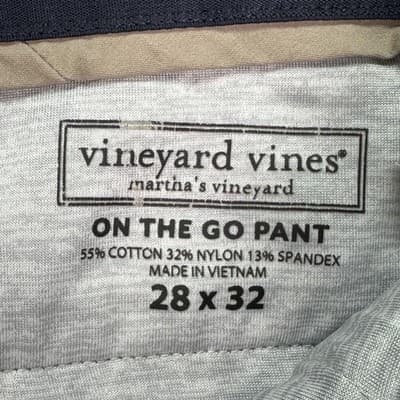 vineyard vines®
martha's vineyard
ON THE GO PANT
55% COTTON 32% NYLON 13% SPANDEX
MADE IN VIETNAM
28 x 32